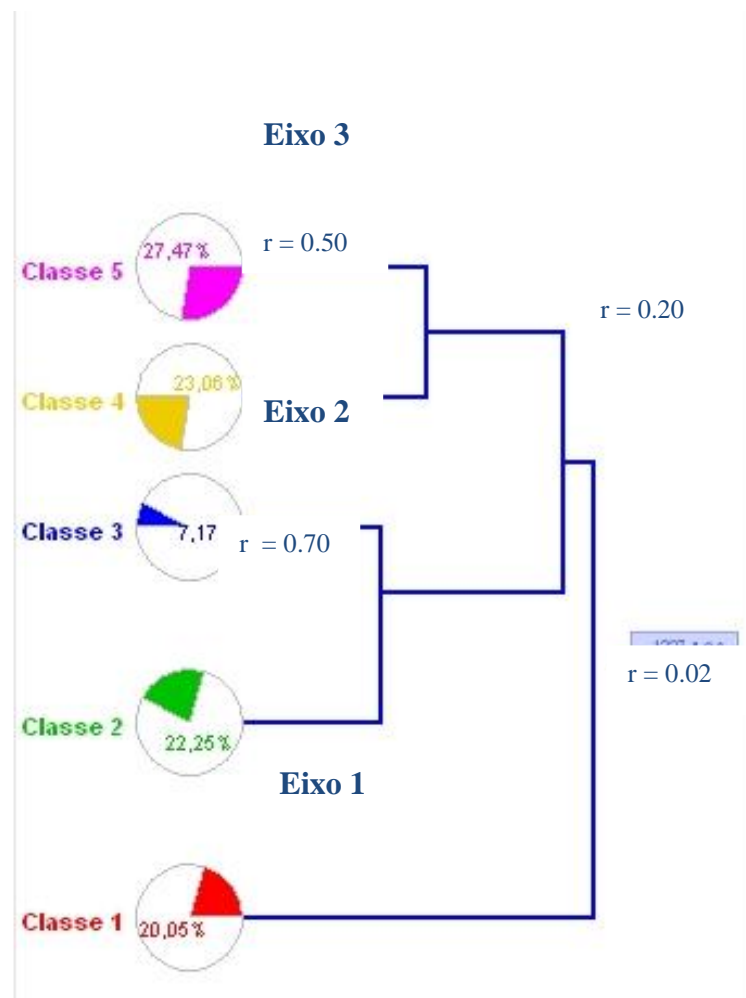 Eixo 3
27,47 %
r = 0.50
Classe 5
r = 0.20
23,06 %
Classe 4
Eixo 2
Classe 3
7,17
r = 0.70
r = 0.02
Classe 2
22,25 %
Eixo 1
Classe 1
20,05 %